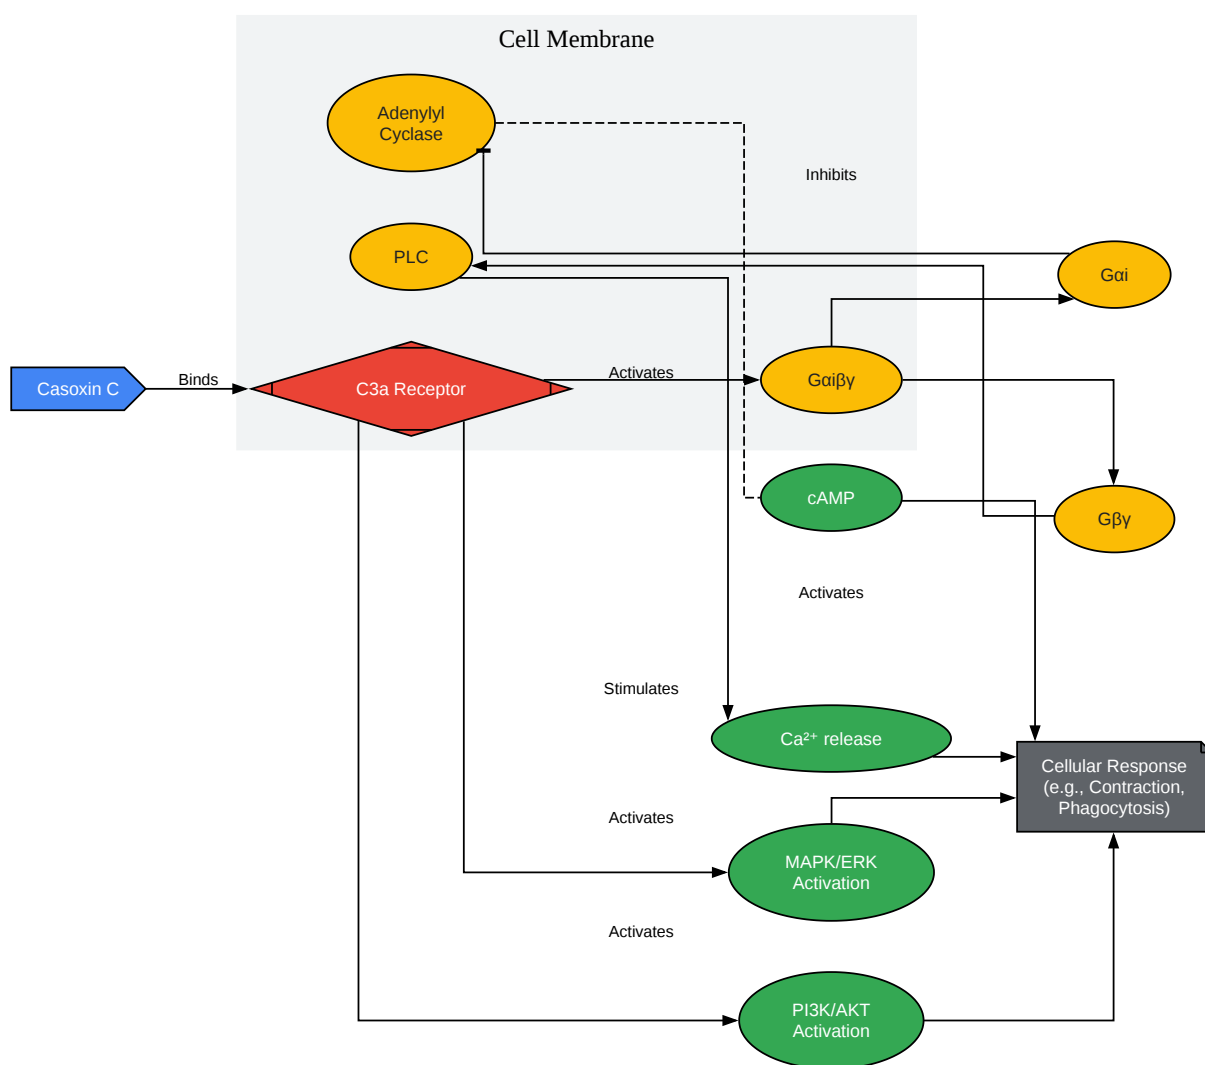 Cell Membrane
Adenylyl
Cyclase
Inhibits
PLC
Gαi
Casoxin C
Binds
C3a Receptor
Activates
Gαiβγ
cAMP
Gβγ
Activates
Stimulates
Ca²⁺ release
Cellular Response
(e.g., Contraction,
Phagocytosis)
Activates
MAPK/ERK
Activation
Activates
PI3K/AKT
Activation